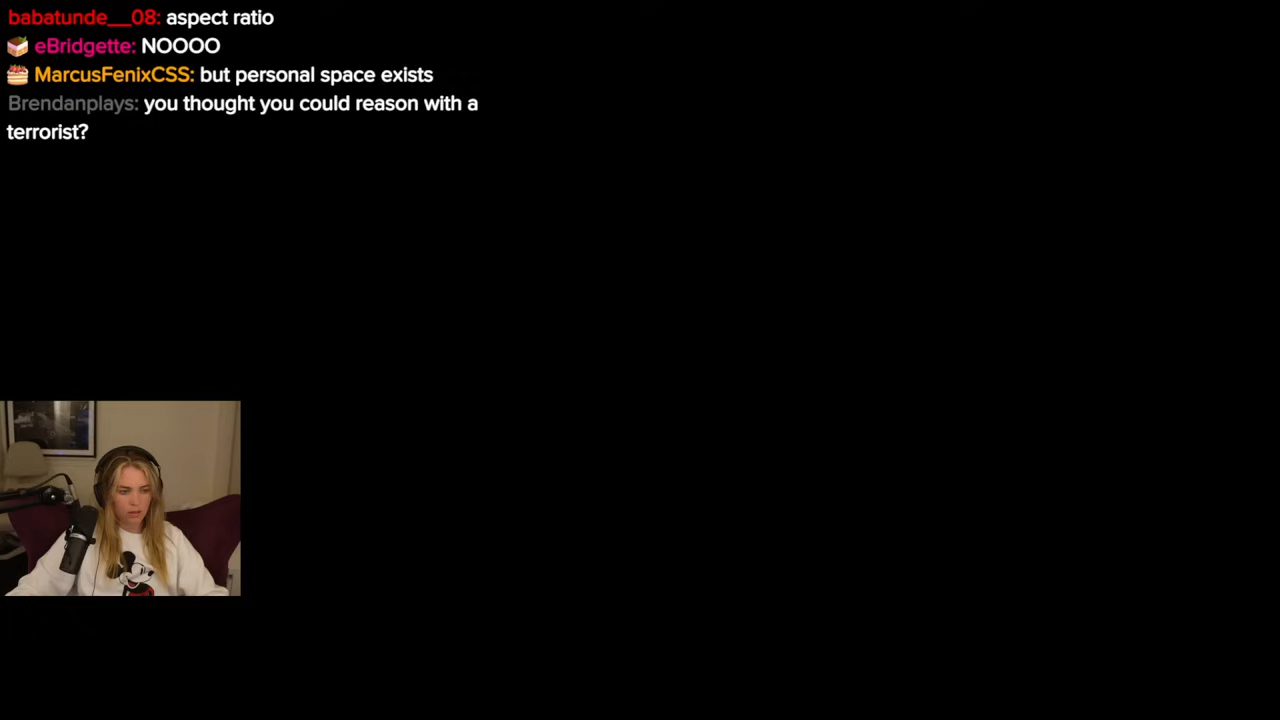 babatunde__08: aspect ratio
eBridgette: NOOOO
MarcusFenixCSS: but personal space exists
Brendanplays: you thought you could reason with a
terrorist?